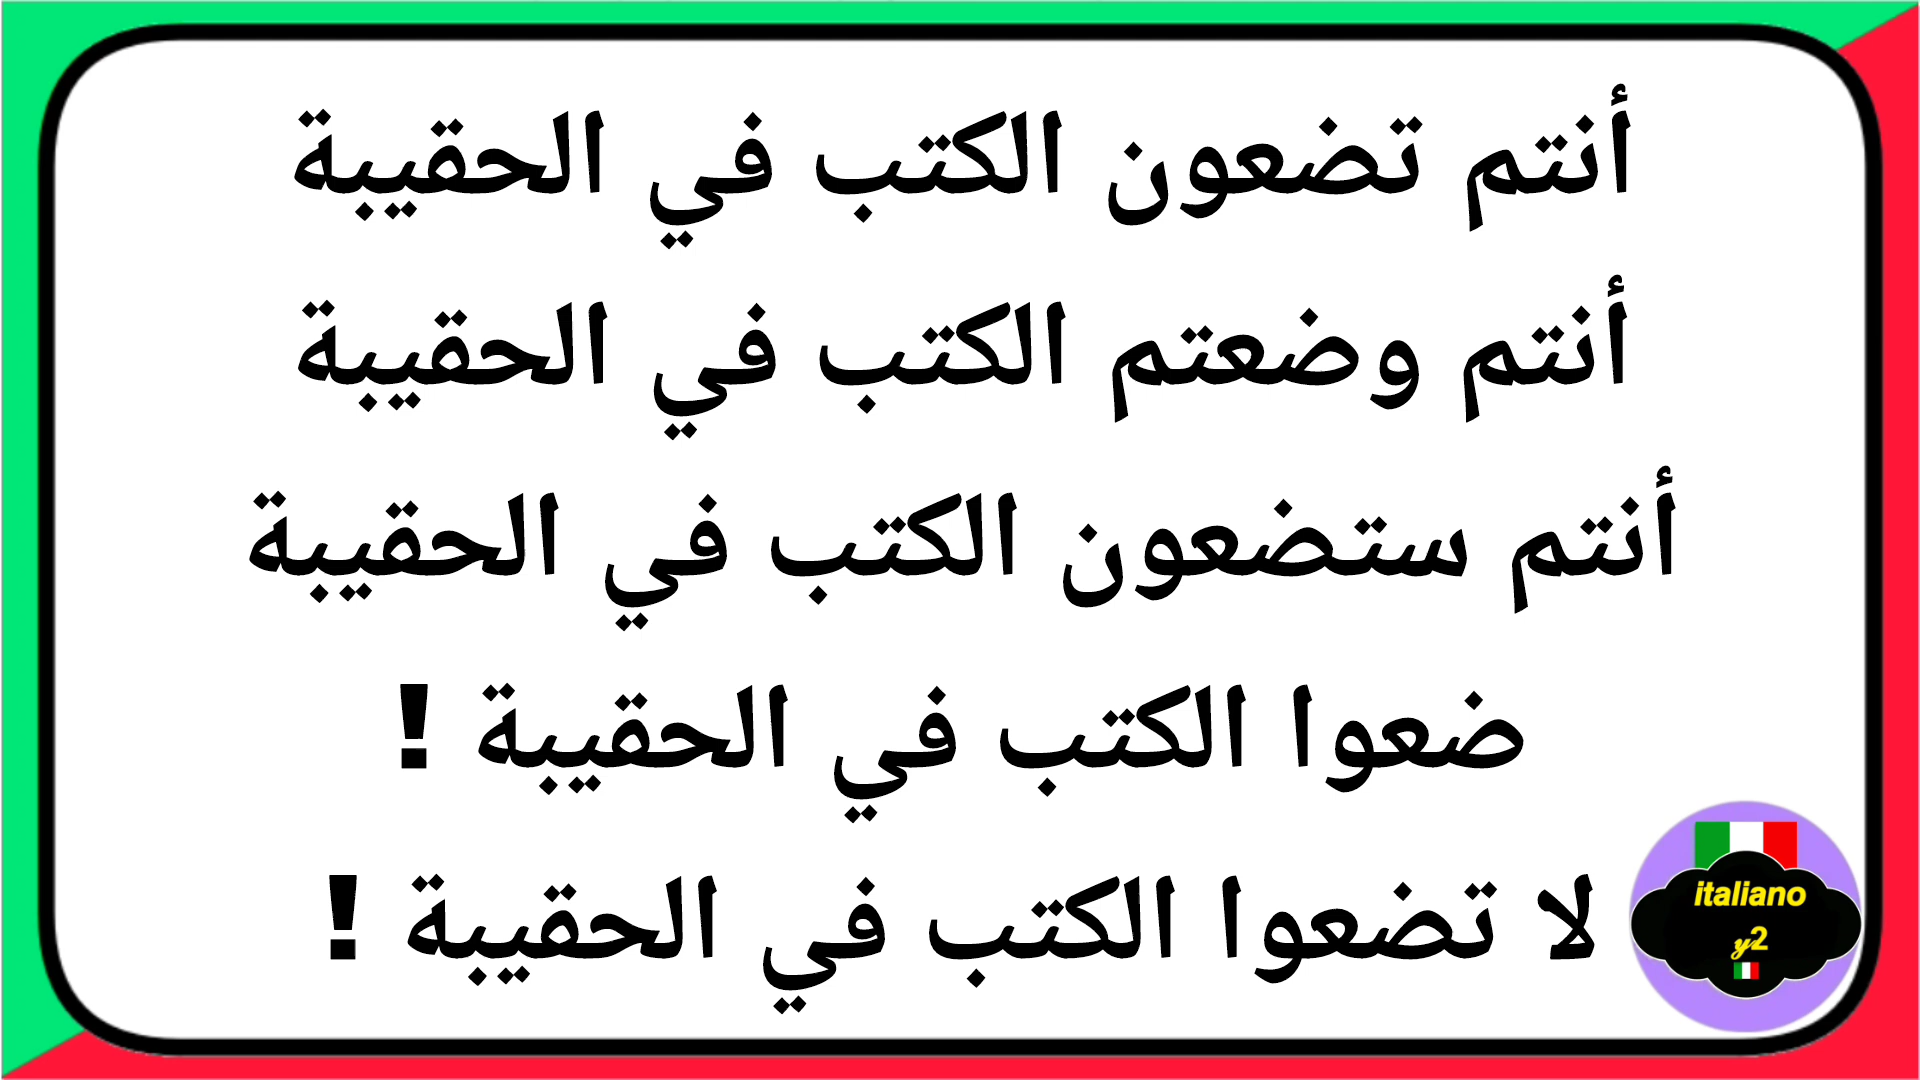 أنتم تضعون الكتب في الحقيبة
أنتم وضعتم الكتب في الحقيبة
أنتم ستضعون الكتب في الحقيبة
ضعوا الكتب في الحقيبة !
لا تضعوا الكتب في الحقيبة !
italiano
y2